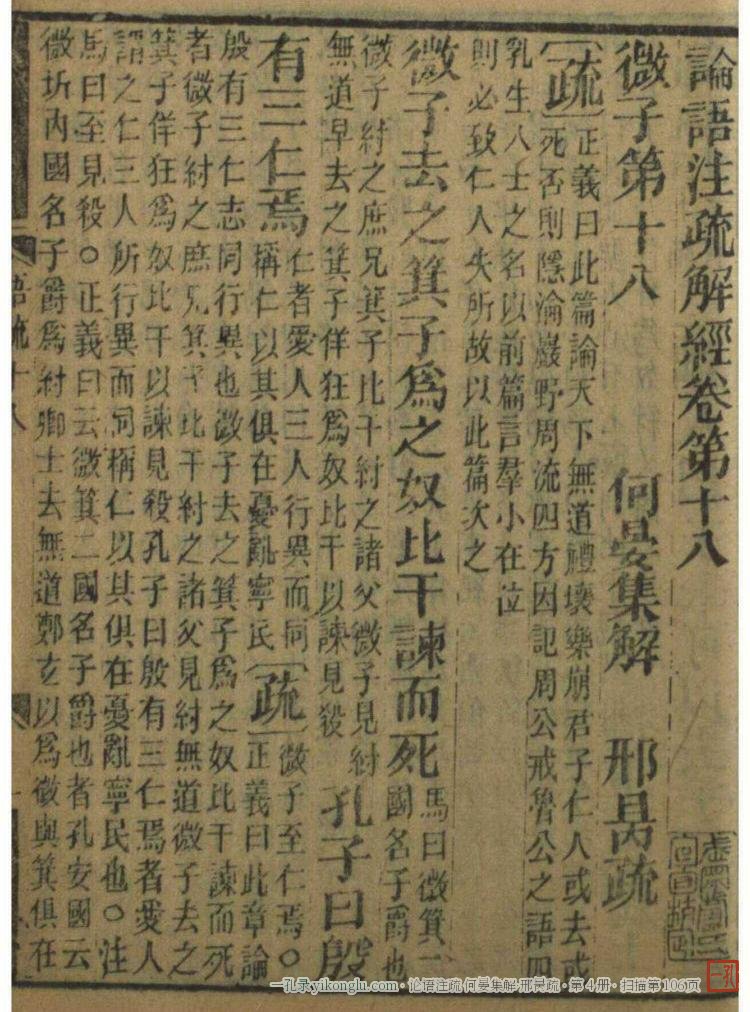 論語注疏解經卷第十八
微子第十八 何晏集解 邢昺疏
〔疏〕正義曰此篇論天下無道禮壞樂崩君子仁人或去或
死否則隱淪巖野周流四方因記周公戒魯公之語四
乳生八士之名以前篇言羣小在位
則必致仁人失所故以此篇次之
微子去之箕子爲之奴比干諫而死馬曰微箕二
國名子爵也
微子紂之庶兄箕子比干紂之諸父微子見紂
無道早去之箕子佯狂爲奴比干以諫見殺孔子曰殷
有三仁焉仁者愛人三人行異而同
稱仁以其俱在憂亂寧民〔疏〕微子至仁焉○
正義曰此章論
殷有三仁志同行異也微子去之箕子爲之奴比干諫而死
者微子紂之庶兄箕子比干紂之諸父見紂無道微子去之
箕子佯狂爲奴比干以諫見殺孔子曰殷有三仁焉者愛人
謂之仁三人所行異而同稱仁以其俱在憂亂寧民也○注
馬曰至見殺○正義曰云微箕二國名子爵也者孔安國云
微圻內國名子爵爲紂卿士去無道鄭玄以爲微與箕俱在
語疏十八
一孔录yikonglu.com·论语注疏.何晏集解.邢昺疏·第4册·扫描第106页
一孔